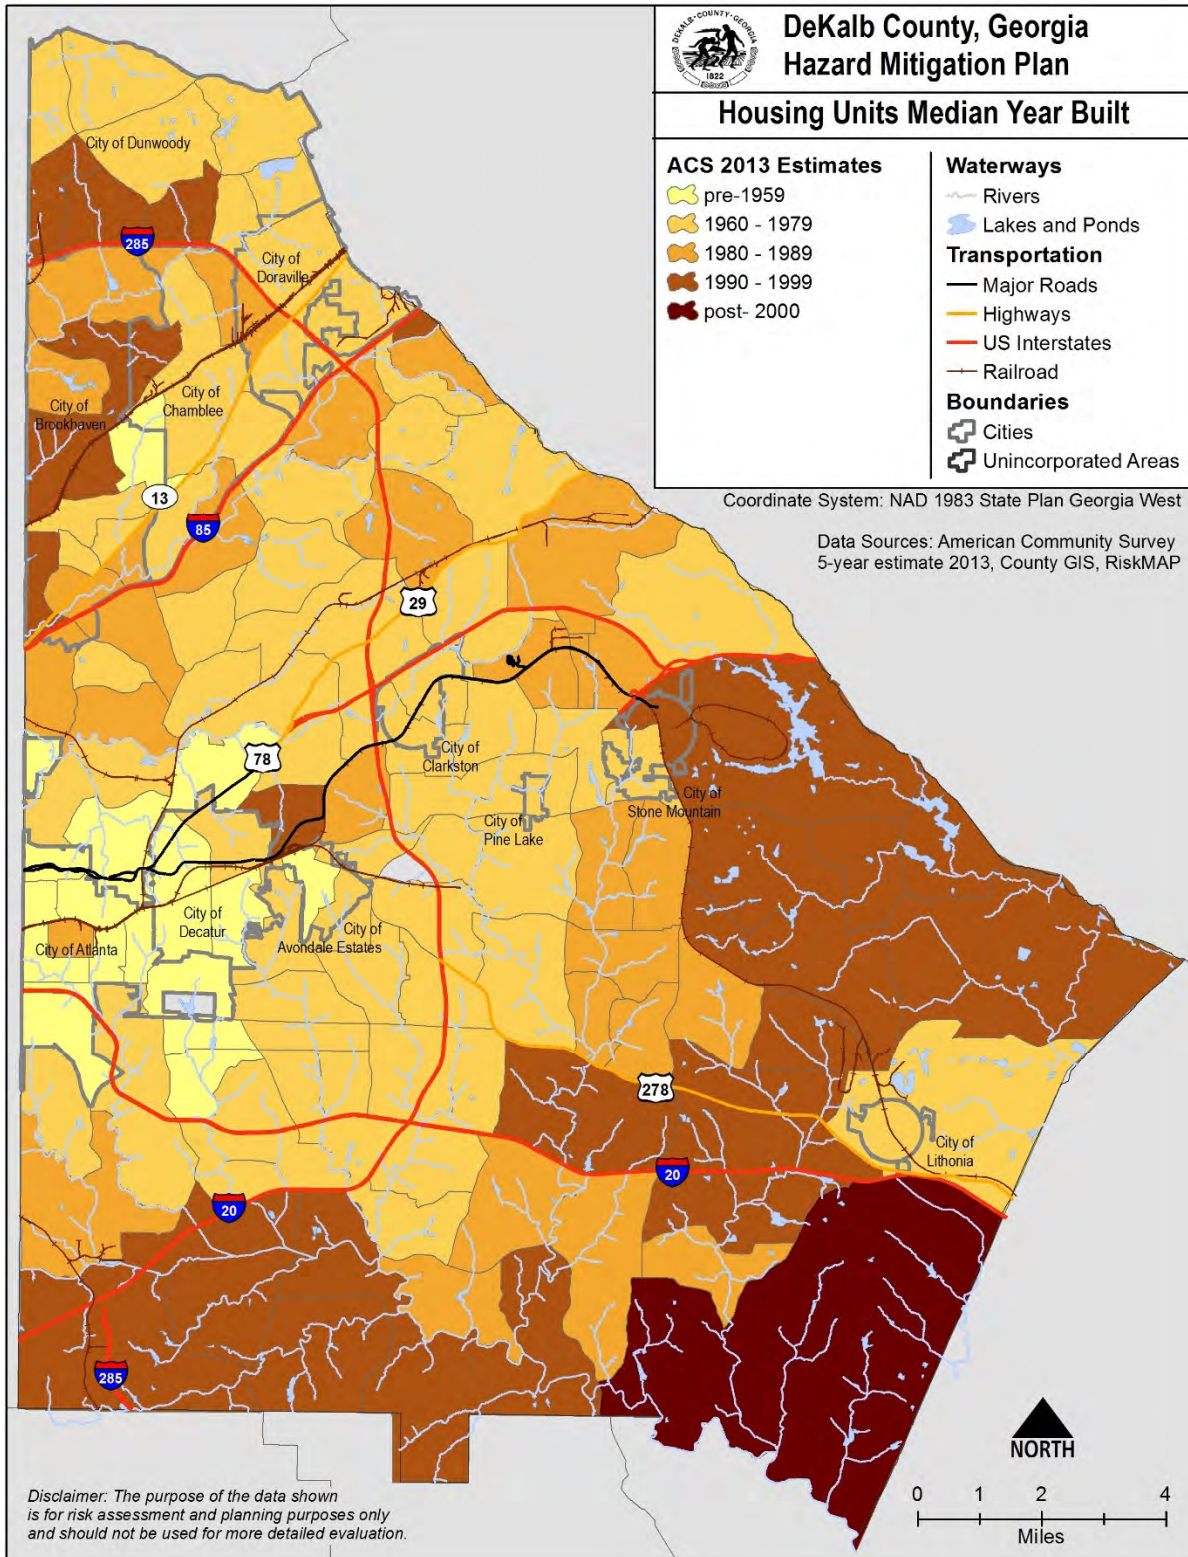 DEKALB·COUNTY·GEORGIA
1822
DeKalb County, Georgia
Hazard Mitigation Plan
Housing Units Median Year Built
ACS 2013 Estimates
pre-1959
1960 - 1979
1980 - 1989
1990 - 1999
post- 2000
Waterways
Rivers
Lakes and Ponds
Transportation
Major Roads
Highways
US Interstates
Railroad
Boundaries
Cities
Unincorporated Areas
Coordinate System: NAD 1983 State Plan Georgia West
Data Sources: American Community Survey
5-year estimate 2013, County GIS, RiskMAP
City of Dunwoody
285
City of
Doraville
City of
Chamblee
City of
Brookhaven
13
85
29
78
City of
Clarkston
City of
Stone Mountain
City of
Pine Lake
City of
Decatur
City of
Avondale Estates
City of Atlanta
278
City of
Lithonia
20
20
285
NORTH
0 1 2 4
Miles
Disclaimer: The purpose of the data shown
is for risk assessment and planning purposes only
and should not be used for more detailed evaluation.